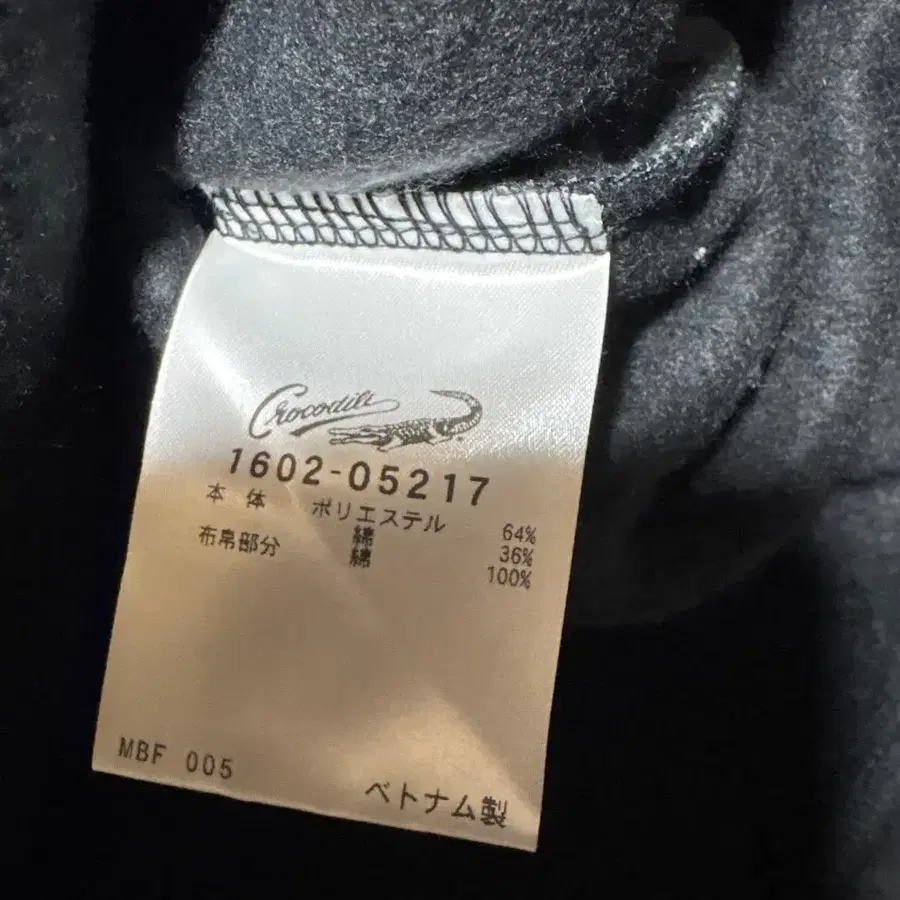 Crocodile
1602-05217
本体 ポリエステル 64%
綿 36%
布帛部分 綿 100%
MBF 005
ベトナム製